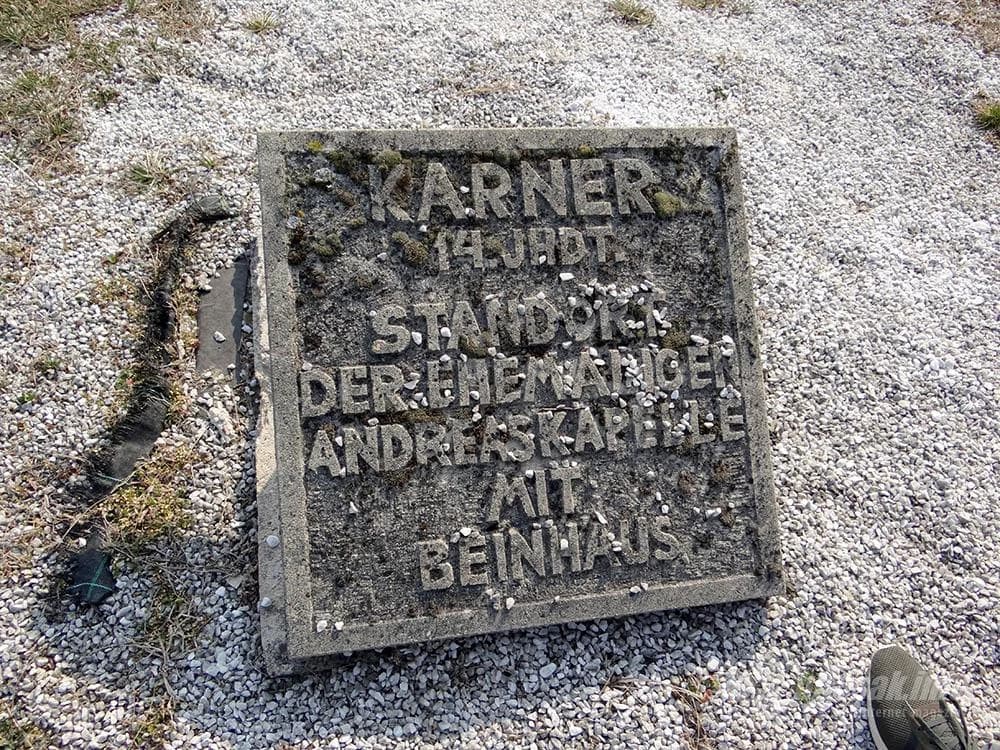 KARNER
14. JHDT.
STANDORT
DER EHEMALIGEN
ANDREASKAPELLE
MIT
BEINHAUS